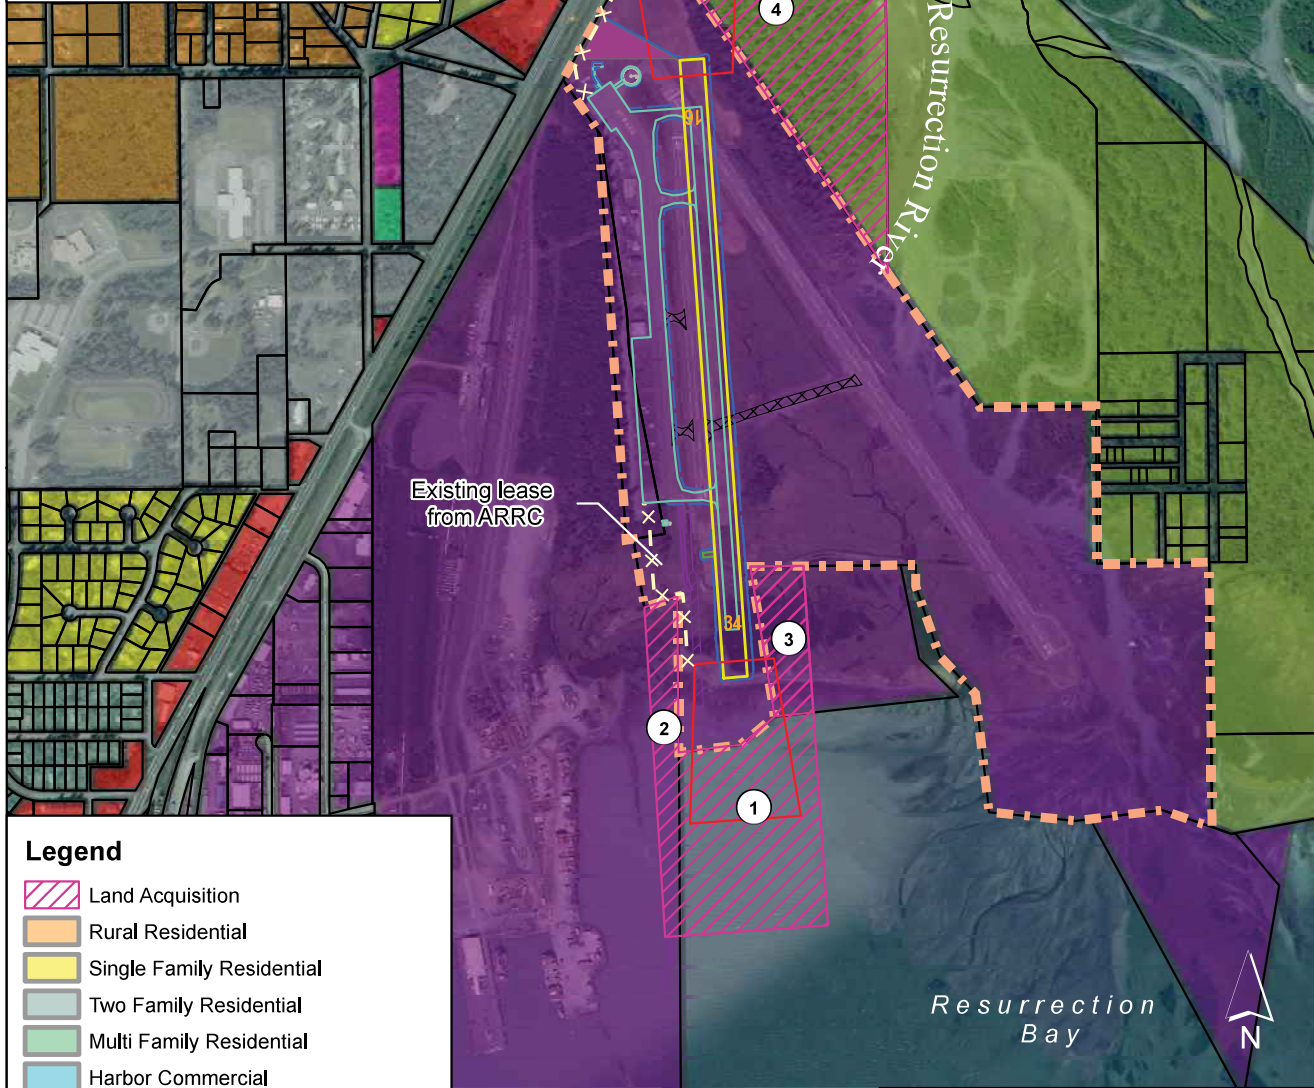 4
Resurrection River
16
Existing lease
from ARRC
34
3
2
1
Legend
Land Acquisition
Rural Residential
Single Family Residential
Two Family Residential
Multi Family Residential
Harbor Commercial
Resurrection
Bay
N